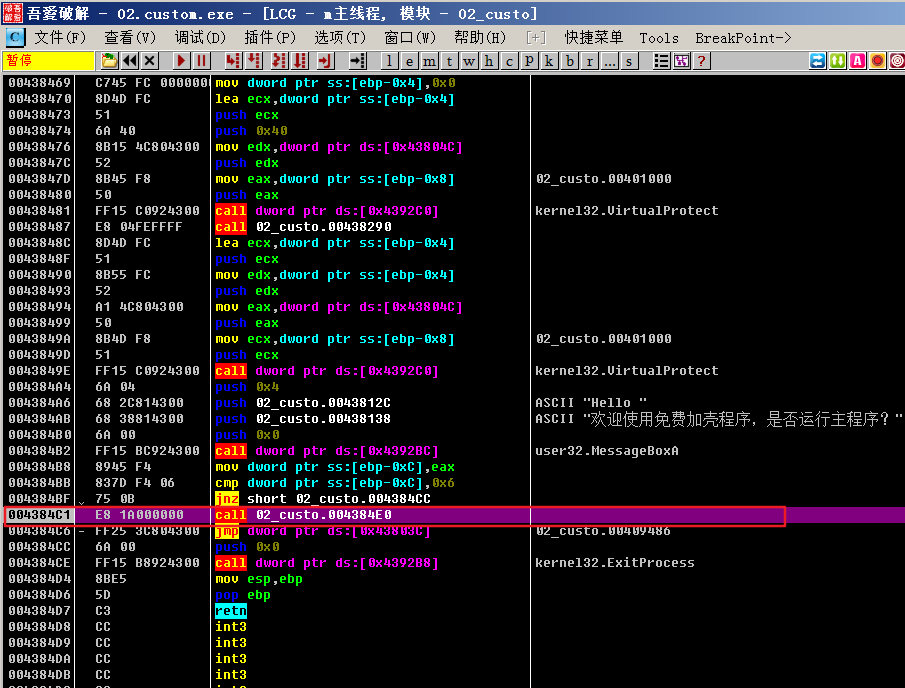 吾爱破解 - 02.custom.exe - [LCG - m主线程, 模块 - 02_custo]
C 文件(F) 查看(V) 调试(D) 插件(P) 选项(T) 窗口(W) 帮助(H) [+] 快捷菜单 Tools BreakPoint->
暂停 l e m t w h c p k b r ... s ?
00438469 C745 FC 0000000 mov dword ptr ss:[ebp-0x4],0x0
00438470 8D4D FC lea ecx,dword ptr ss:[ebp-0x4]
00438473 51 push ecx
00438474 6A 40 push 0x40
00438476 8B15 4C804300 mov edx,dword ptr ds:[0x43804C]
0043847C 52 push edx
0043847D 8B45 F8 mov eax,dword ptr ss:[ebp-0x8] 02_custo.00401000
00438480 50 push eax
00438481 FF15 C0924300 call dword ptr ds:[0x4392C0] kernel32.VirtualProtect
00438487 E8 04FEFFFF call 02_custo.00438290
0043848C 8D4D FC lea ecx,dword ptr ss:[ebp-0x4]
0043848F 51 push ecx
00438490 8B55 FC mov edx,dword ptr ss:[ebp-0x4]
00438493 52 push edx
00438494 A1 4C804300 mov eax,dword ptr ds:[0x43804C]
00438499 50 push eax
0043849A 8B4D F8 mov ecx,dword ptr ss:[ebp-0x8] 02_custo.00401000
0043849D 51 push ecx
0043849E FF15 C0924300 call dword ptr ds:[0x4392C0] kernel32.VirtualProtect
004384A4 6A 04 push 0x4
004384A6 68 2C814300 push 02_custo.0043812C ASCII "Hello "
004384AB 68 38814300 push 02_custo.00438138 ASCII "欢迎使用免费加壳程序，是否运行主程序？"
004384B0 6A 00 push 0x0
004384B2 FF15 BC924300 call dword ptr ds:[0x4392BC] user32.MessageBoxA
004384B8 8945 F4 mov dword ptr ss:[ebp-0xC],eax
004384BB 837D F4 06 cmp dword ptr ss:[ebp-0xC],0x6
004384BF 75 0B jnz short 02_custo.004384CC
004384C1 E8 1A000000 call 02_custo.004384E0
004384C6 - FF25 3C804300 jmp dword ptr ds:[0x43803C] 02_custo.00409486
004384CC 6A 00 push 0x0
004384CE FF15 B8924300 call dword ptr ds:[0x4392B8] kernel32.ExitProcess
004384D4 8BE5 mov esp,ebp
004384D6 5D pop ebp
004384D7 C3 retn
004384D8 CC int3
004384D9 CC int3
004384DA CC int3
004384DB CC int3